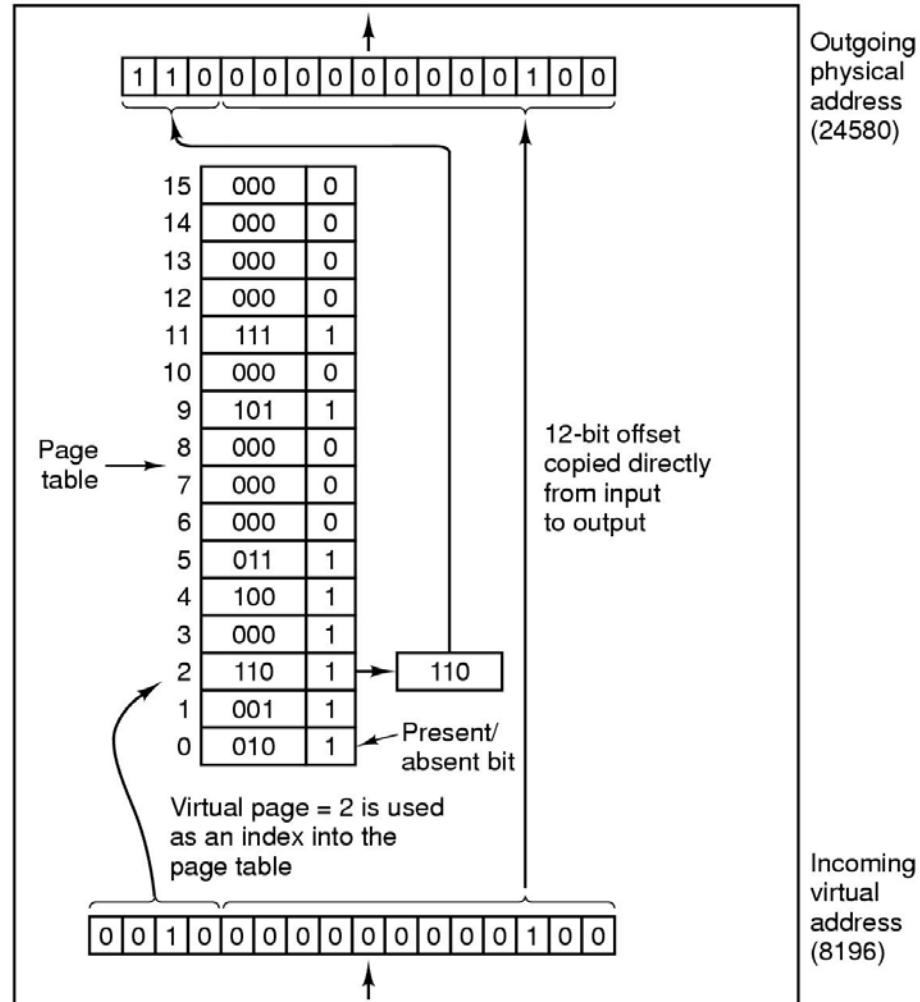 1 1 0 0 0 0 0 0 0 0 0 0 1 0 0
Outgoing
physical
address
(24580)
15 000 0
14 000 0
13 000 0
12 000 0
11 111 1
10 000 0
9 101 1
8 000 0
7 000 0
6 000 0
5 011 1
4 100 1
3 000 1
2 110 1
1 001 1
0 010 1
Page
table
110
12-bit offset
copied directly
from input
to output
Present/
absent bit
Virtual page = 2 is used
as an index into the
page table
0 0 1 0 0 0 0 0 0 0 0 0 0 1 0 0
Incoming
virtual
address
(8196)